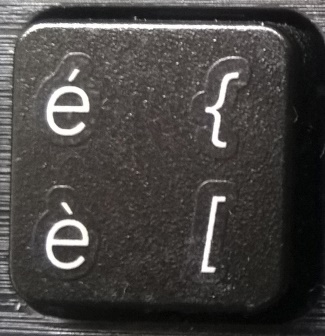 é {
è [